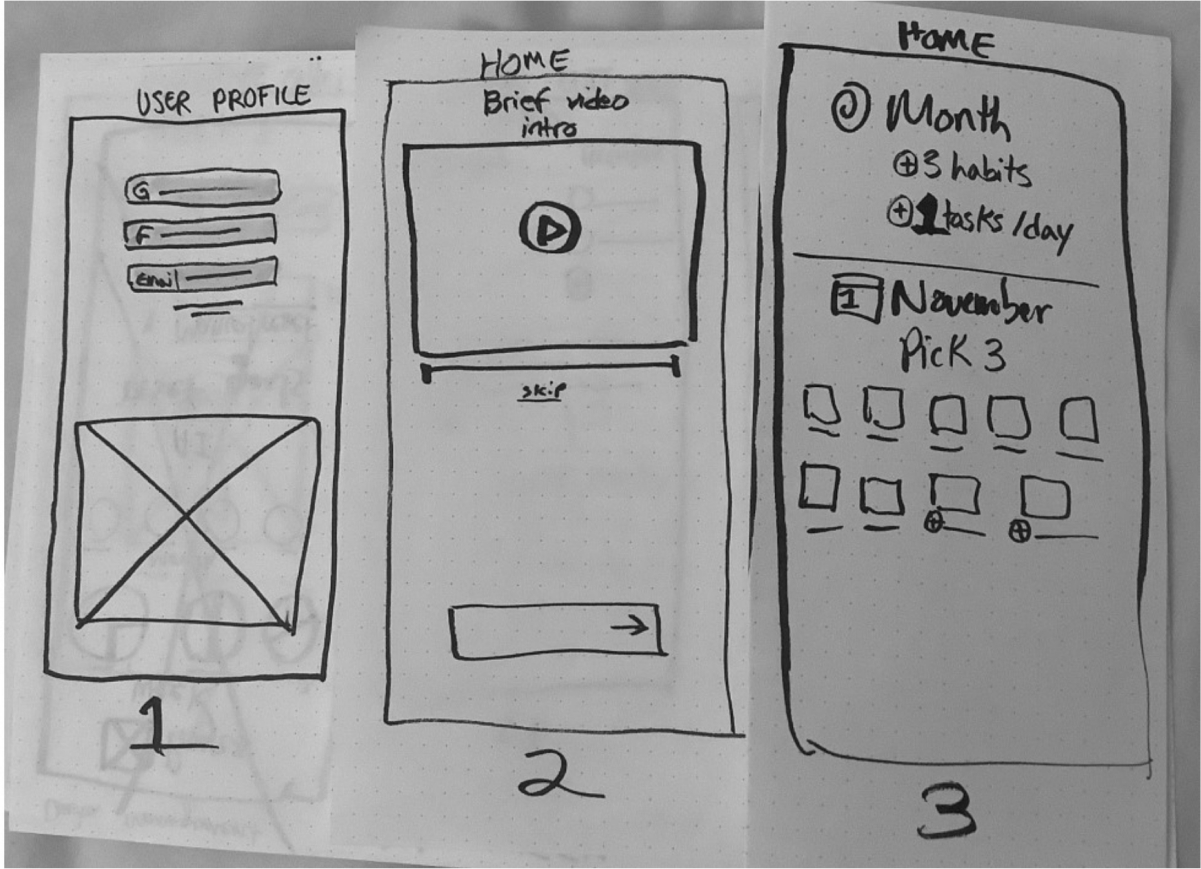 USER PROFILE
G
F
Email
1
HOME
Brief video
intro
skip
2
HOME
Month
3 habits
1 tasks/day
1 November
Pick 3
3